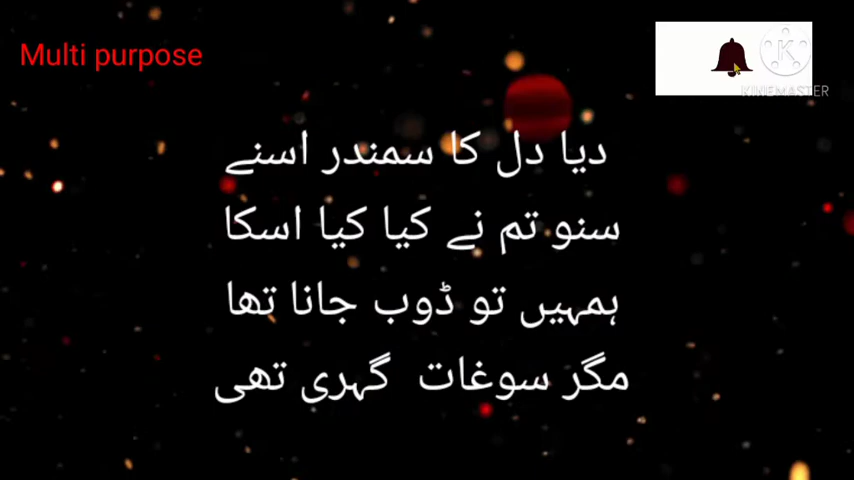 Multi purpose
KINEMASTER
دیا دل کا سمندر اسنے
سنو تم نے کیا کیا اسکا
ہمہیں تو ڈوب جانا تھا
مگر سوغات گہری تھی